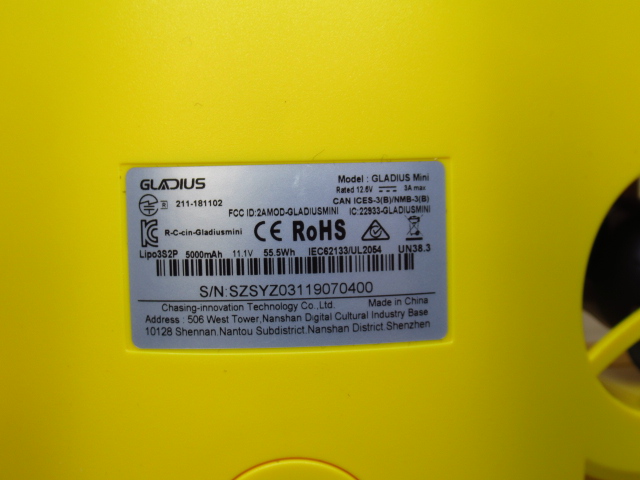 GLADIUS
Model : GLADIUS Mini
Rated 12.6V 3A max
R 211-181102
CAN ICES-3(B)/NMB-3(B)
FCC ID:2AMOD-GLADIUSMINI IC:22933-GLADIUSMINI
R-C-cin-Gladiusmini CE RoHS
Lipo3S2P 5000mAh 11.1V 55.5Wh IEC62133/UL2054 UN38.3
S/N:SZSYZ03119070400
Chasing-innovation Technology Co.,Ltd. Made in China
Address : 506 West Tower,Nanshan Digital Cultural Industry Base
10128 Shennan.Nantou Subdistrict.Nanshan District.Shenzhen